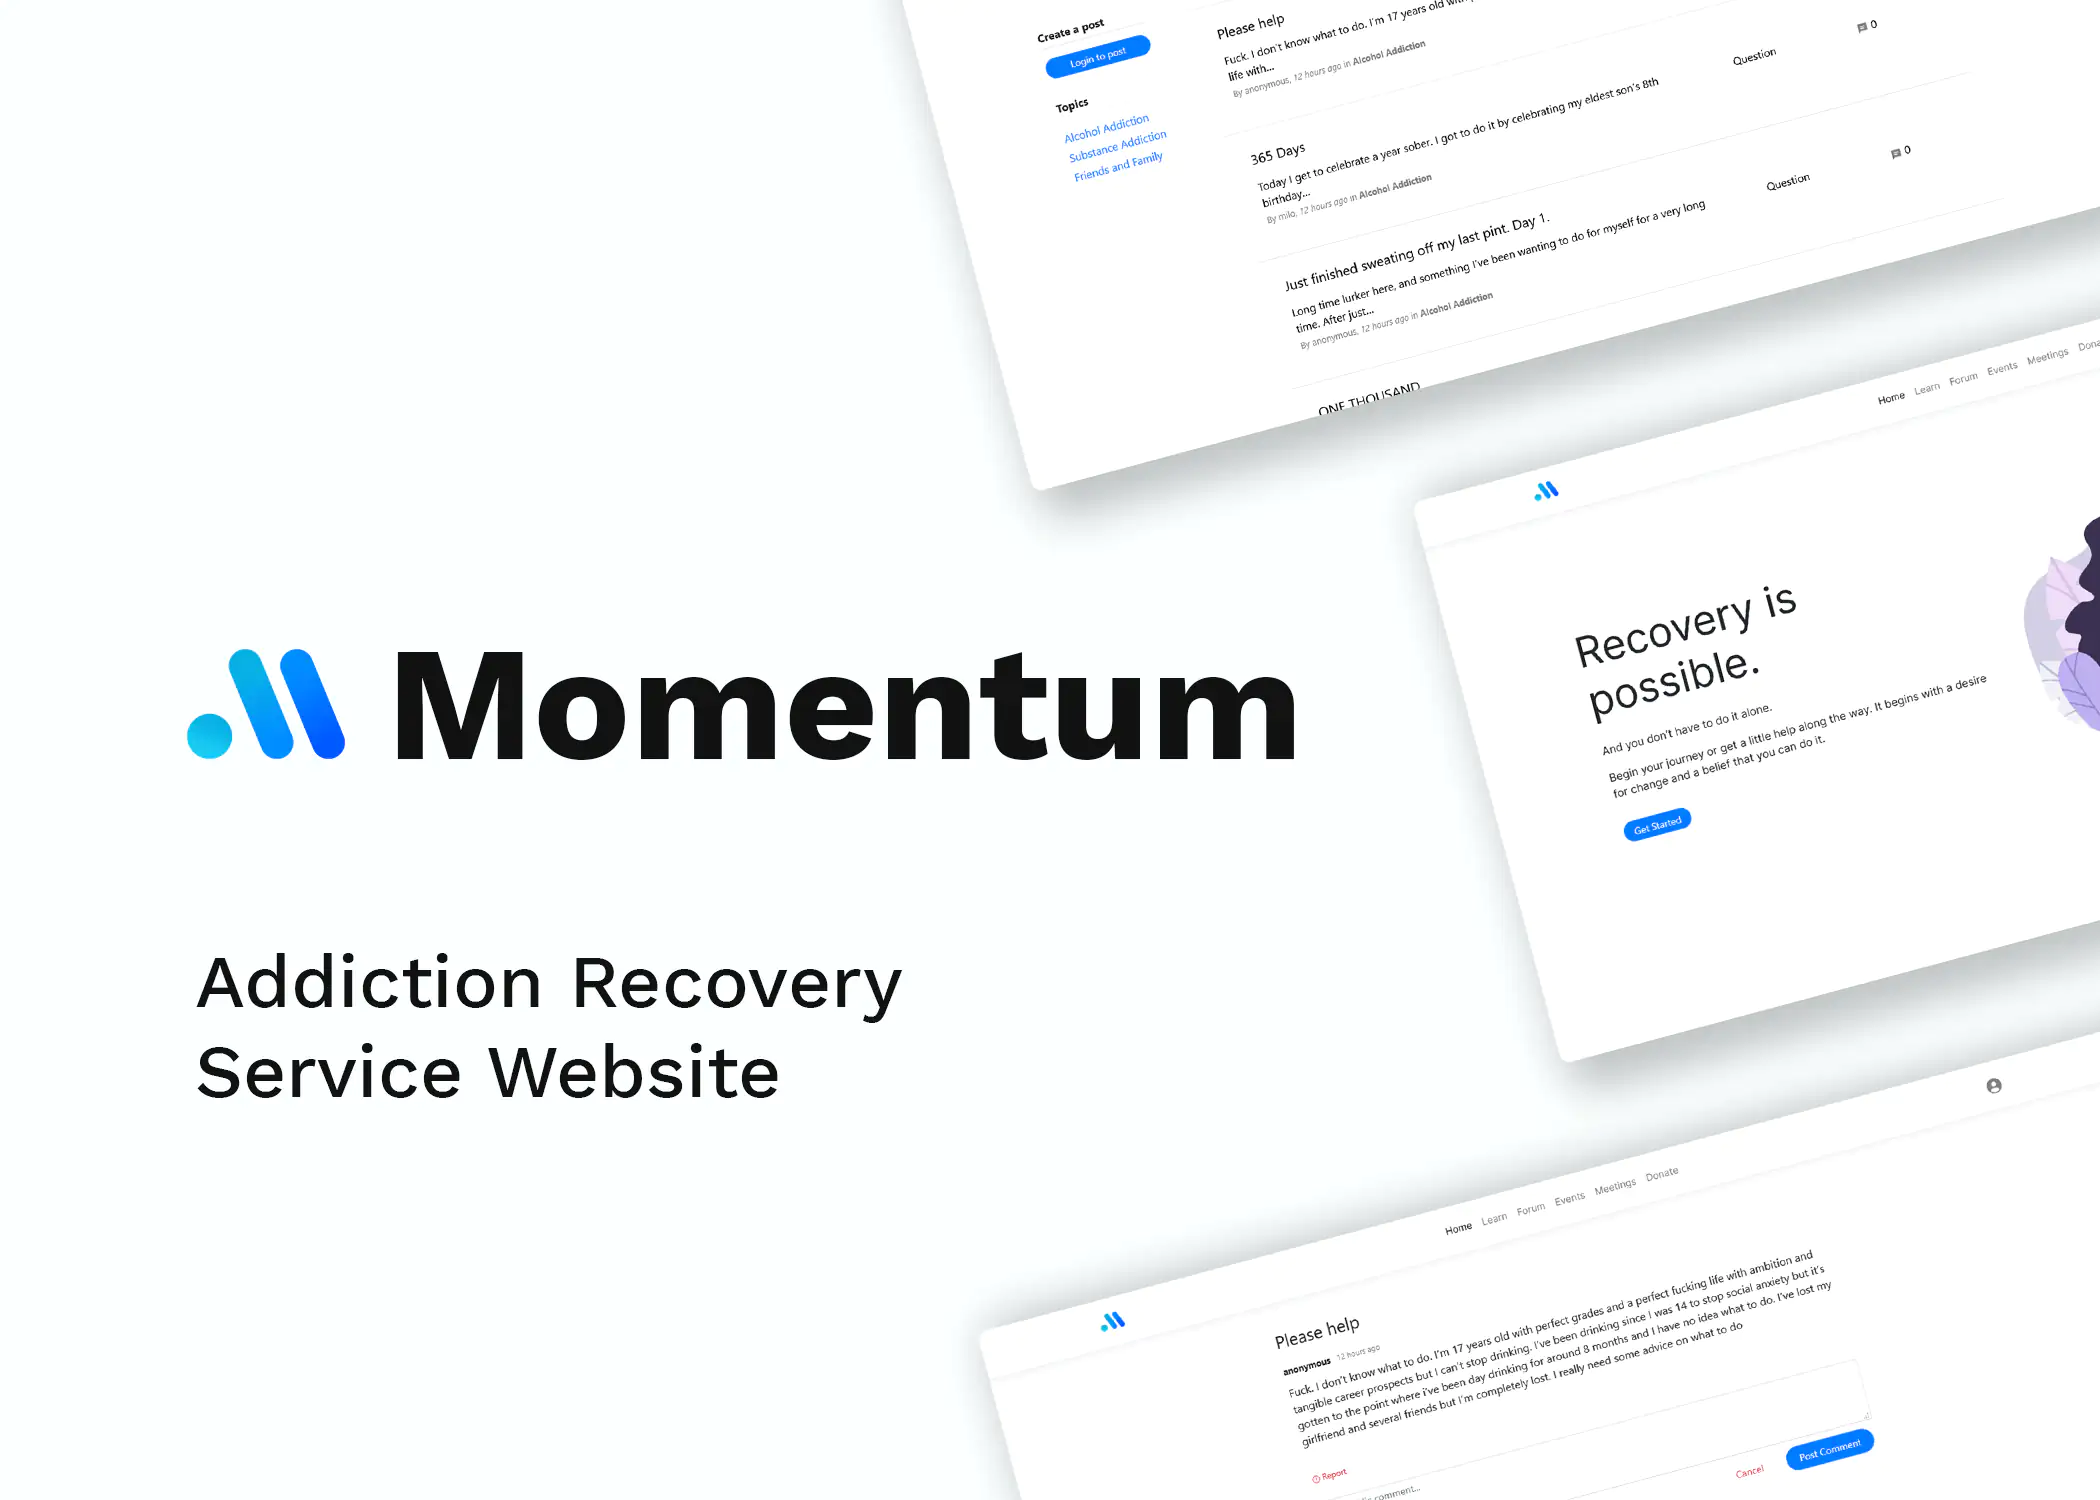 Create a post
Login to post
Topics
Alcohol Addiction
Substance Addiction
Friends and Family
Please help
Fuck. I don't know what to do. I'm 17 years old
life with...
By anonymous, 12 hours ago in Alcohol Addiction
0
365 Days
Today I get to celebrate a year sober. I got to do it by celebrating my eldest son's 8th
birthday...
By milo, 12 hours ago in Alcohol Addiction
Question
0
Just finished sweating off my last pint. Day 1.
Long time lurker here, and something I've been wanting to do for myself for a very long
time. After just...
By anonymous, 12 hours ago in Alcohol Addiction
Question
ONE THOUSAND
Home Learn Forum Events Meetings
Recovery is
possible.
And you don't have to do it alone.
Begin your journey or get a little help along the way. It begins with a desire
for change and a belief that you can do it.
Get Started
Momentum
Addiction Recovery
Service Website
Home Learn Forum Events Meetings Donate
Please help
anonymous 12 hours ago
Fuck. I don't know what to do. I'm 17 years old with perfect grades and a perfect fucking life with ambition and
tangible career prospects but I can't stop drinking. I've been drinking since I was 14 to stop social anxiety but it's
gotten to the point where i've been day drinking for around 8 months and I have no idea what to do. I've lost my
girlfriend and several friends but I'm completely lost. I really need some advice on what to do
Report
comment...
Cancel
Post Comment